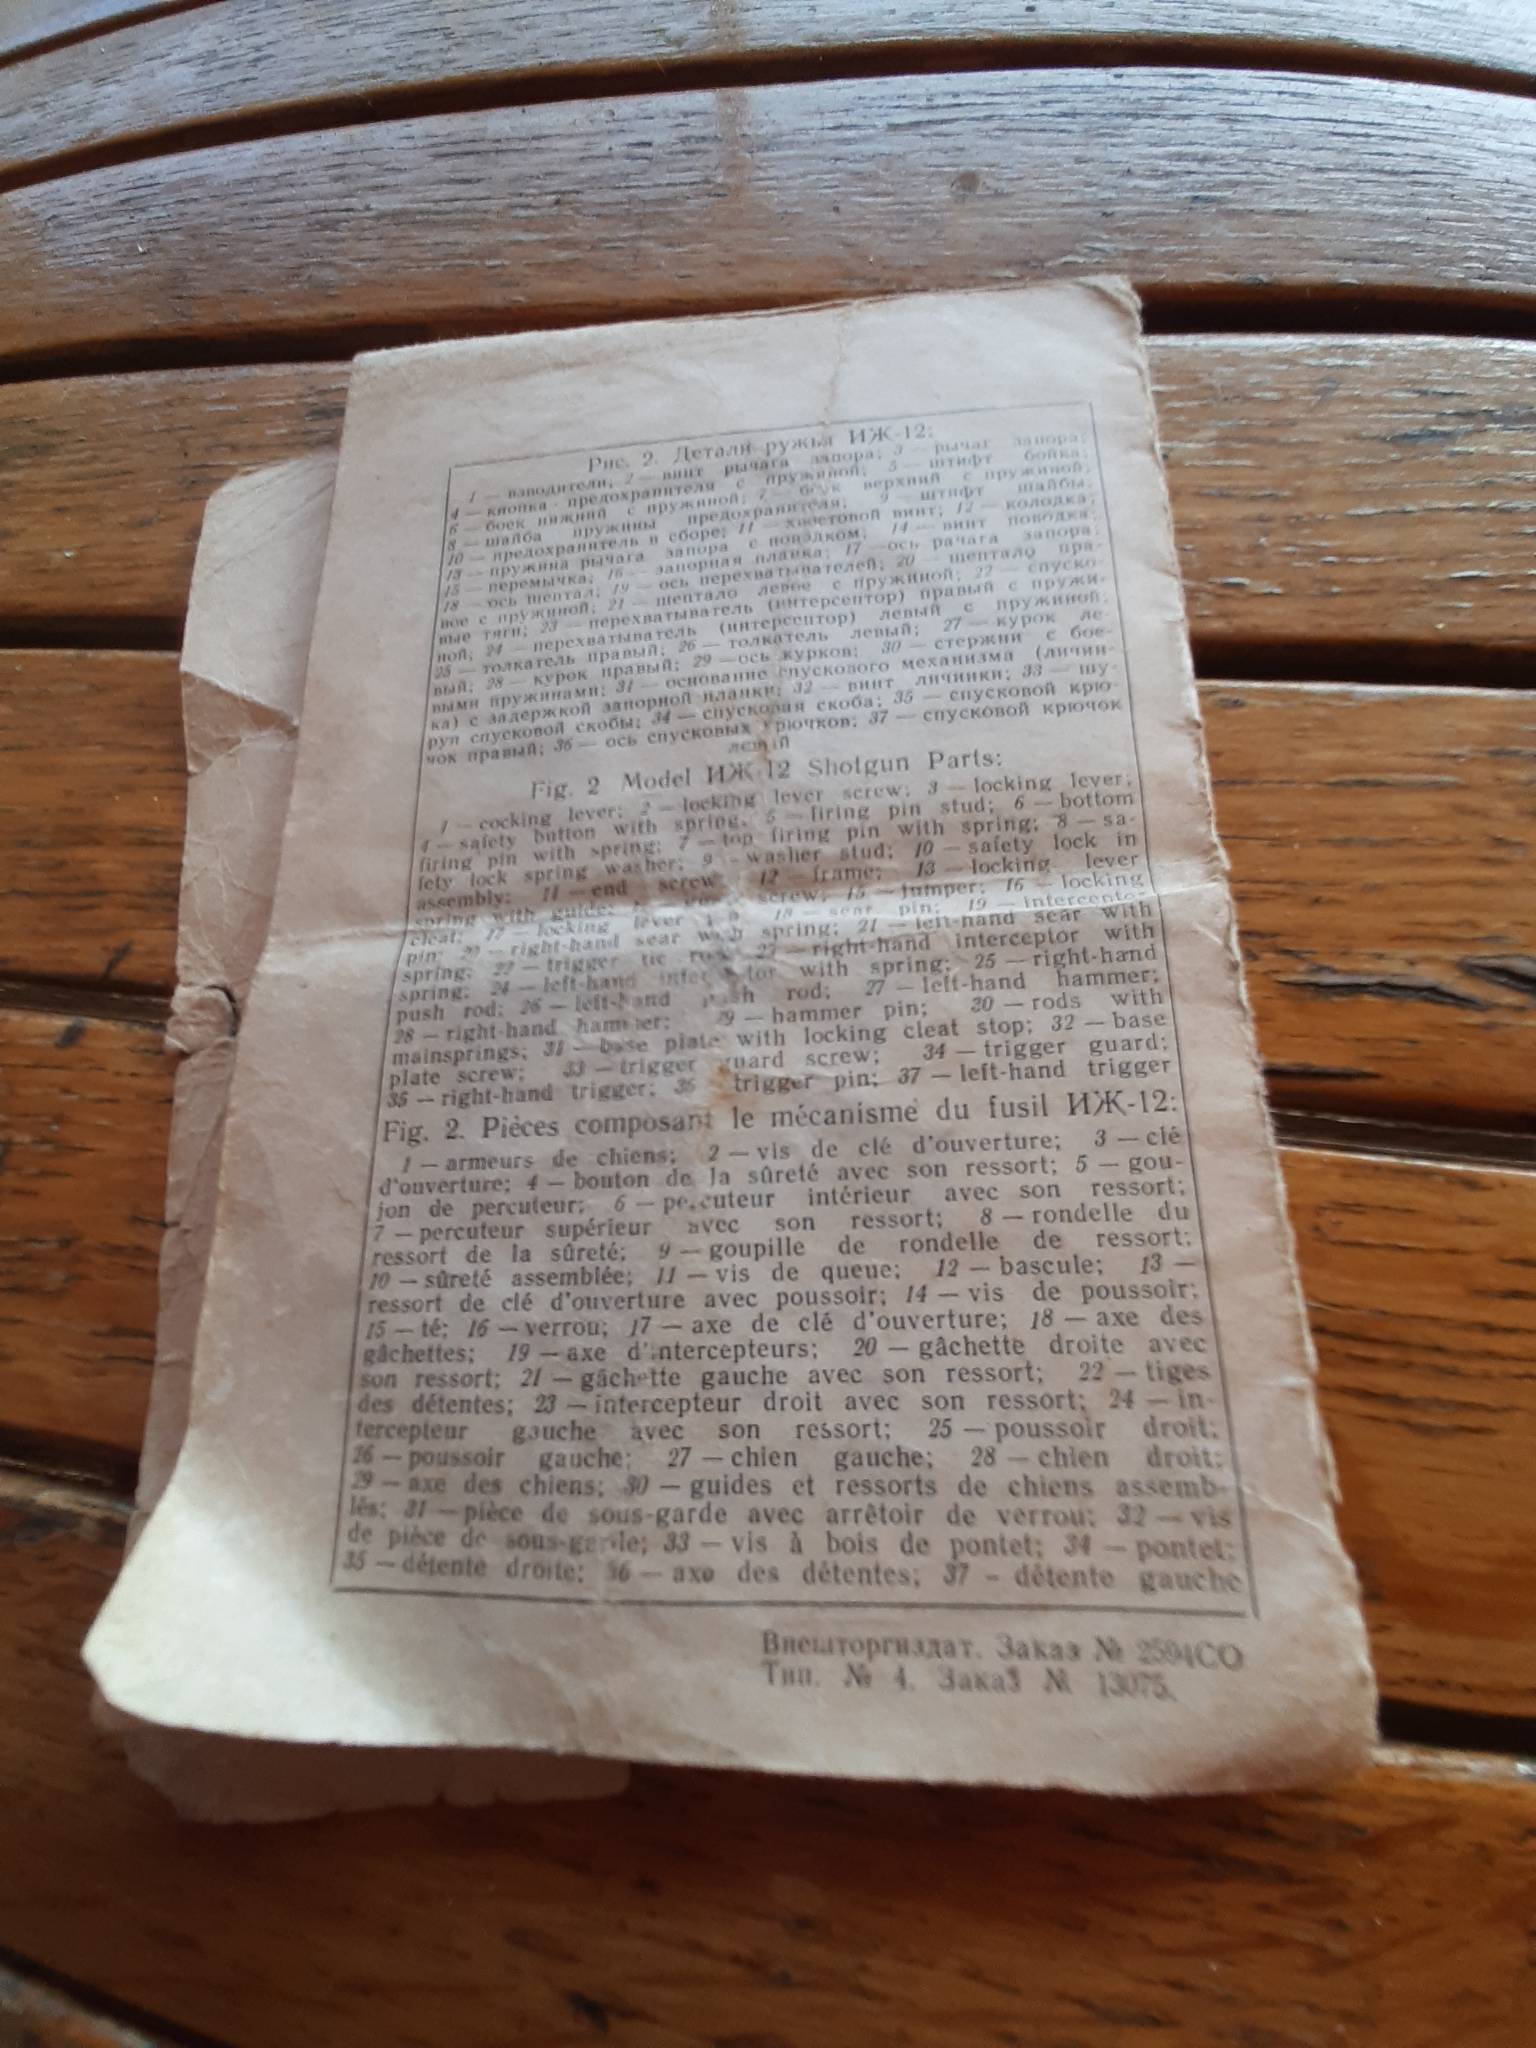 Рис. 2. Детали ружья ИЖ-12:
1 — взводители; 2 — винт рычага запора; 3 — рычаг запора;
4 — кнопка предохранителя с пружиной; 5 — штифт бойка;
6 — боек нижний с пружиной; 7 — боек верхний с пружиной;
8 — шайба пружины предохранителя; 9 — штифт шайбы;
10 — предохранитель в сборе; 11 — хвостовой винт; 12 — колодка;
13 — пружина рычага запора с поводком; 14 — винт поводка;
15 — перемычка; 16 — запорная планка; 17 — ось рачага запора;
18 — ось шептал; 19 — ось перехватывателей; 20 — шептало пра-
вое с пружиной; 21 — шептало левое с пружиной; 22 — спуско-
вые тяги; 23 — перехватыватель (интерсептор) правый с пружи-
ной; 24 — перехватыватель (интерсептор) левый с пружиной;
25 — толкатель правый; 26 — толкатель левый; 27 — курок ле-
вый; 28 — курок правый; 29 — ось курков; 30 — стержни с бое-
выми пружинами; 31 — основание спускового механизма (личин-
ка) с задержкой запорной планки; 32 — винт личинки; 33 — шу-
руп спусковой скобы; 34 — спусковая скоба; 35 — спусковой крю-
чок правый; 36 — ось спусковых крючков; 37 — спусковой крючок
левый
Fig. 2 Model ИЖ-12 Shotgun Parts:
1 — cocking lever; 2 — locking lever screw; 3 — locking lever;
4 — safety button with spring; 5 — firing pin stud; 6 — bottom
firing pin with spring; 7 — top firing pin with spring; 8 — sa-
fety lock spring washer; 9 — washer stud; 10 — safety lock in
assembly; 11 — end screw; 12 — frame; 13 — locking lever
spring with guide; screw; 15 — jumper; 16 — locking
cleat; 17 — locking lever 18 — sear pin; 19 — interceptor
pin; 20 — right-hand sear with spring; 21 — left-hand sear with
spring; 22 — trigger tie rods; 23 — right-hand interceptor with
spring; 24 — left-hand interceptor with spring; 25 — right-hand
push rod; 26 — left-hand push rod; 27 — left-hand hammer;
28 — right-hand hammer; 29 — hammer pin; 30 — rods with
mainsprings; 31 — base plate with locking cleat stop; 32 — base
plate screw; 33 — trigger guard screw; 34 — trigger guard;
35 — right-hand trigger; 36 trigger pin; 37 — left-hand trigger
Fig. 2. Pièces composant le mécanisme du fusil ИЖ-12:
1 — armeurs de chiens; 2 — vis de clé d'ouverture; 3 — clé
d'ouverture; 4 — bouton de la sûreté avec son ressort; 5 — gou-
jon de percuteur; 6 — percuteur intérieur avec son ressort;
7 — percuteur supérieur avec son ressort; 8 — rondelle du
ressort de la sûreté; 9 — goupille de rondelle de ressort;
10 — sûreté assemblée; 11 — vis de queue; 12 — bascule; 13 —
ressort de clé d'ouverture avec poussoir; 14 — vis de poussoir;
15 — té; 16 — verrou; 17 — axe de clé d'ouverture; 18 — axe des
gâchettes; 19 — axe d'intercepteurs; 20 — gâchette droite avec
son ressort; 21 — gâchette gauche avec son ressort; 22 — tiges
des détentes; 23 — intercepteur droit avec son ressort; 24 — in-
tercepteur gauche avec son ressort; 25 — poussoir droit;
26 — poussoir gauche; 27 — chien gauche; 28 — chien droit;
29 — axe des chiens; 30 — guides et ressorts de chiens assemb-
lés; 31 — pièce de sous-garde avec arrêtoir de verrou; 32 — vis
de pièce de sous-garde; 33 — vis à bois de pontet; 34 — pontet;
35 — détente droite; 36 — axe des détentes; 37 - détente gauche
Внешторгиздат. Заказ № 2594СО
Тип. № 4. Заказ № 13075.